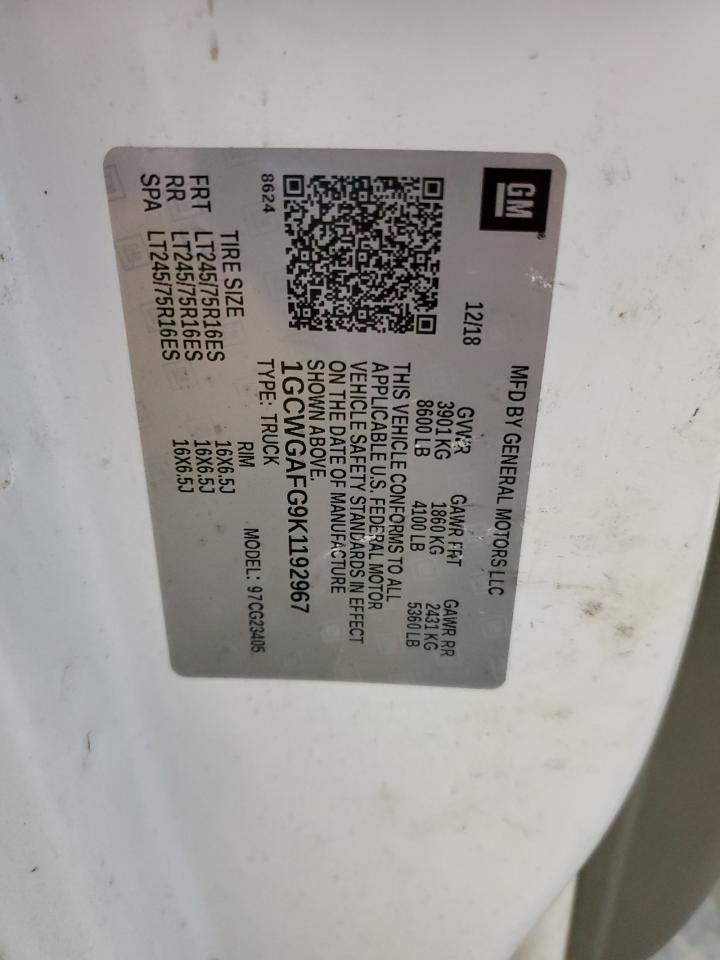 GM
MFD BY GENERAL MOTORS LLC
12/18
GVWR GAWR FRT GAWR RR
3901 KG 1860 KG 2431 KG
8600 LB 4100 LB 5360 LB
THIS VEHICLE CONFORMS TO ALL
APPLICABLE U.S. FEDERAL MOTOR
VEHICLE SAFETY STANDARDS IN EFFECT
ON THE DATE OF MANUFACTURE
SHOWN ABOVE.
1GCWGAFG9K1192967
8624
TYPE: TRUCK MODEL: 97CG23405
TIRE SIZE RIM
FRT LT245/75R16ES 16X6.5J
RR LT245/75R16ES 16X6.5J
SPA LT245/75R16ES 16X6.5J